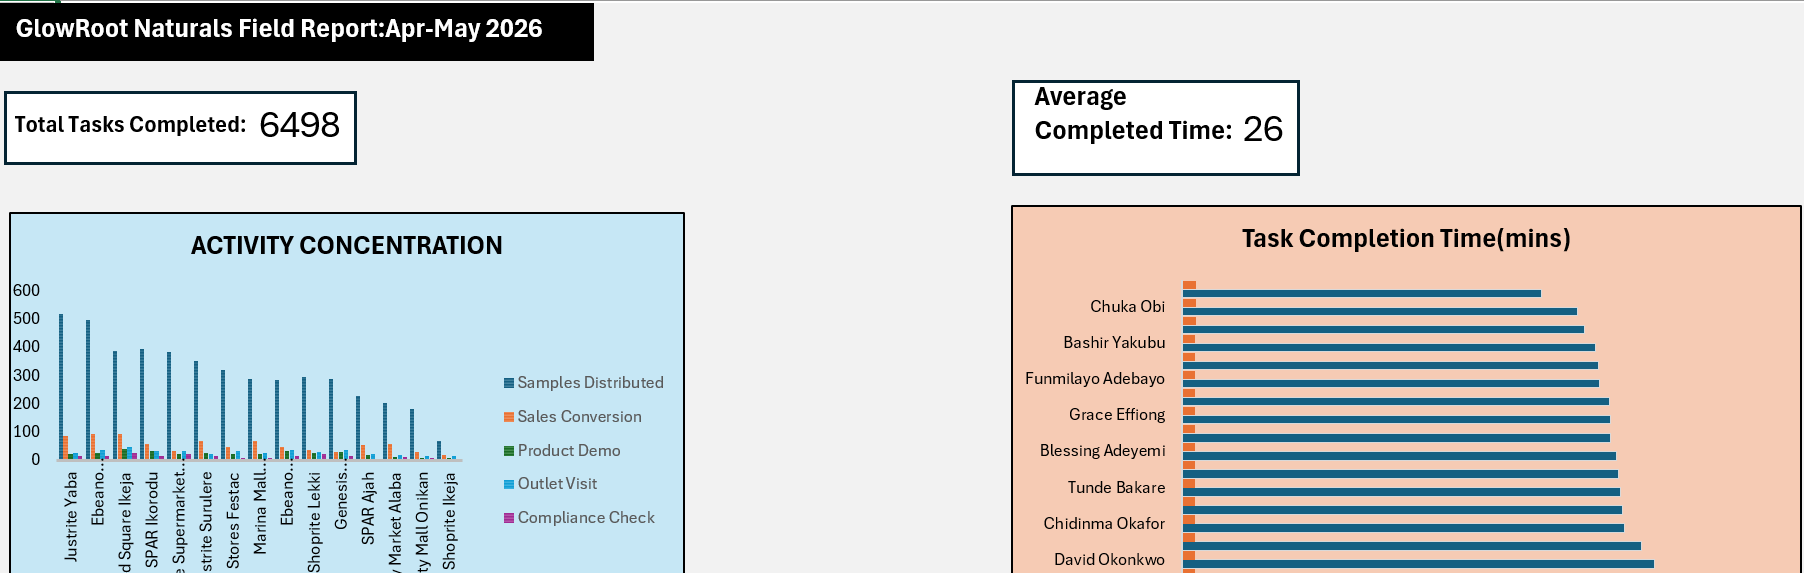 GlowRoot Naturals Field Report:Apr-May 2026
Total Tasks Completed: 6498
Average
Completed Time: 26
ACTIVITY CONCENTRATION
600
500
400
300
200
100
0
Justrite Yaba
Ebeano...
d Square Ikeja
SPAR Ikorodu
e Supermarket...
strite Surulere
Stores Festac
Marina Mall...
Ebeano...
Shoprite Lekki
Genesis...
SPAR Ajah
y Market Alaba
ty Mall Onikan
Shoprite Ikeja
Samples Distributed
Sales Conversion
Product Demo
Outlet Visit
Compliance Check
Task Completion Time(mins)
Chuka Obi
Bashir Yakubu
Funmilayo Adebayo
Grace Effiong
Blessing Adeyemi
Tunde Bakare
Chidinma Okafor
David Okonkwo